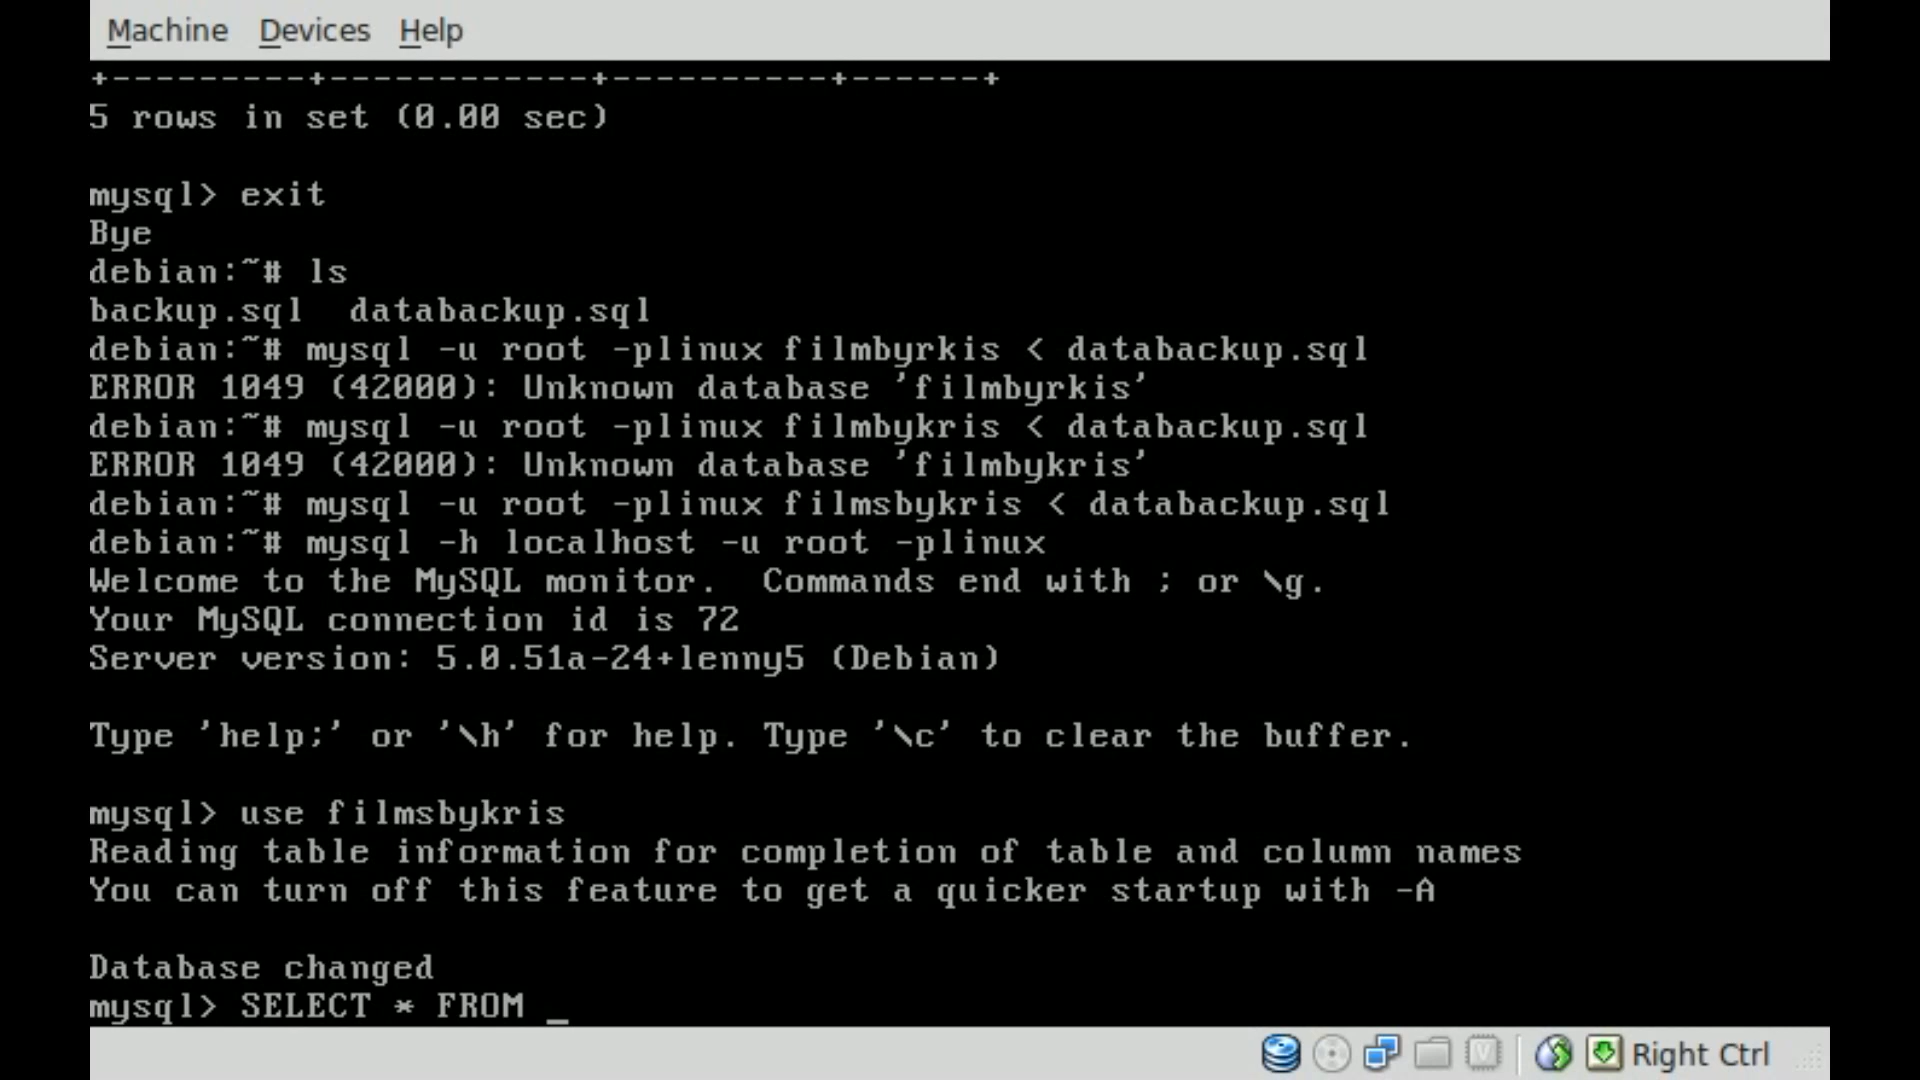 Machine Devices Help
+---------+------------+----------+------+
5 rows in set (0.00 sec)
mysql> exit
Bye
debian:~# ls
backup.sql  databackup.sql
debian:~# mysql -u root -plinux filmbyrkis < databackup.sql
ERROR 1049 (42000): Unknown database 'filmbyrkis'
debian:~# mysql -u root -plinux filmbykris < databackup.sql
ERROR 1049 (42000): Unknown database 'filmbykris'
debian:~# mysql -u root -plinux filmsbykris < databackup.sql
debian:~# mysql -h localhost -u root -plinux
Welcome to the MySQL monitor.  Commands end with ; or \g.
Your MySQL connection id is 72
Server version: 5.0.51a-24+lenny5 (Debian)
Type 'help;' or '\h' for help. Type '\c' to clear the buffer.
mysql> use filmsbykris
Reading table information for completion of table and column names
You can turn off this feature to get a quicker startup with -A
Database changed
mysql> SELECT * FROM _
Right Ctrl